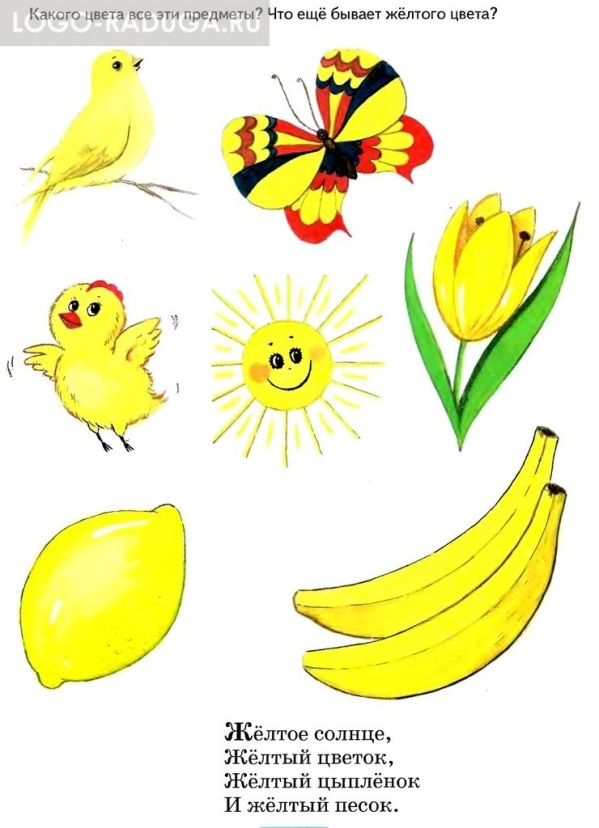 Какого цвета все эти предметы? Что ещё бывает жёлтого цвета?
LOGO-RADUGA.RU
Жёлтое солнце,
Жёлтый цветок,
Жёлтый цыплёнок
И жёлтый песок.